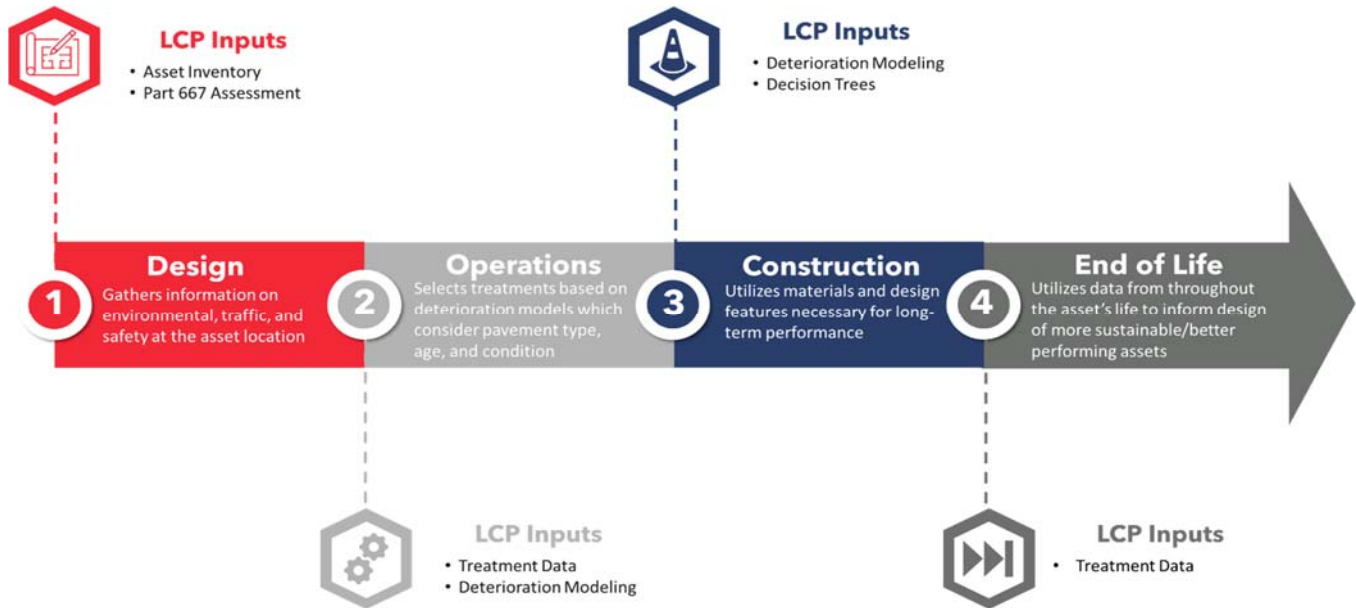 LCP Inputs
• Asset Inventory
• Part 667 Assessment
LCP Inputs
• Deterioration Modeling
• Decision Trees
1
Design
Gathers information on
environmental, traffic, and
safety at the asset location
2
Operations
Selects treatments based on
deterioration models which
consider pavement type,
age, and condition
3
Construction
Utilizes materials and design
features necessary for long-
term performance
4
End of Life
Utilizes data from throughout
the asset's life to inform design
of more sustainable/better
performing assets
LCP Inputs
• Treatment Data
• Deterioration Modeling
LCP Inputs
• Treatment Data